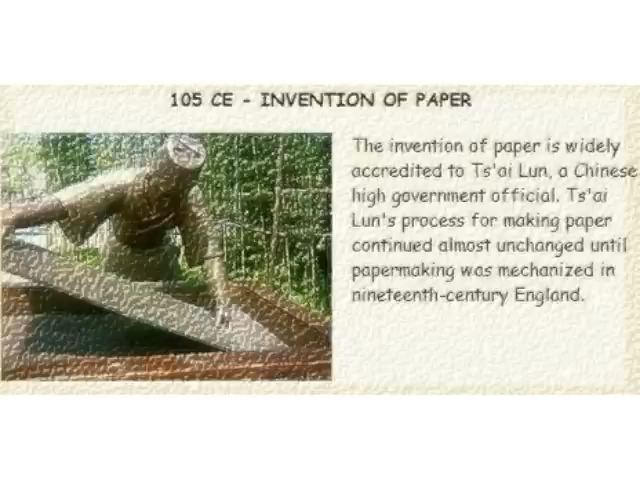 105 CE - INVENTION OF PAPER
The invention of paper is widely
accredited to Ts'ai Lun, a Chinese
high government official. Ts'ai
Lun's process for making paper
continued almost unchanged until
papermaking was mechanized in
nineteenth-century England.